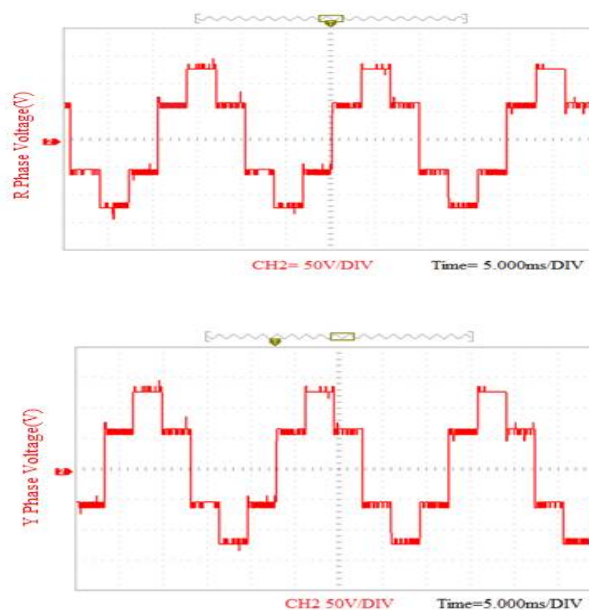 R Phase Voltage(V)
CH2= 50V/DIV Time= 5.000ms/DIV
Y Phase Voltage(V)
CH2 50V/DIV Time=5.000ms/DIV